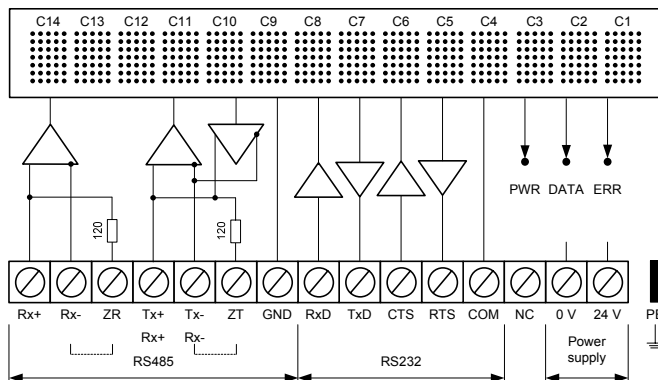 C14 C13 C12 C11 C10 C9 C8 C7 C6 C5 C4 C3 C2 C1
PWR DATA ERR
120 120
Rx+ Rx- ZR Tx+ Tx- ZT GND RxD TxD CTS RTS COM NC 0 V 24 V PE
Rx+ Rx-
RS485 RS232 Power
supply